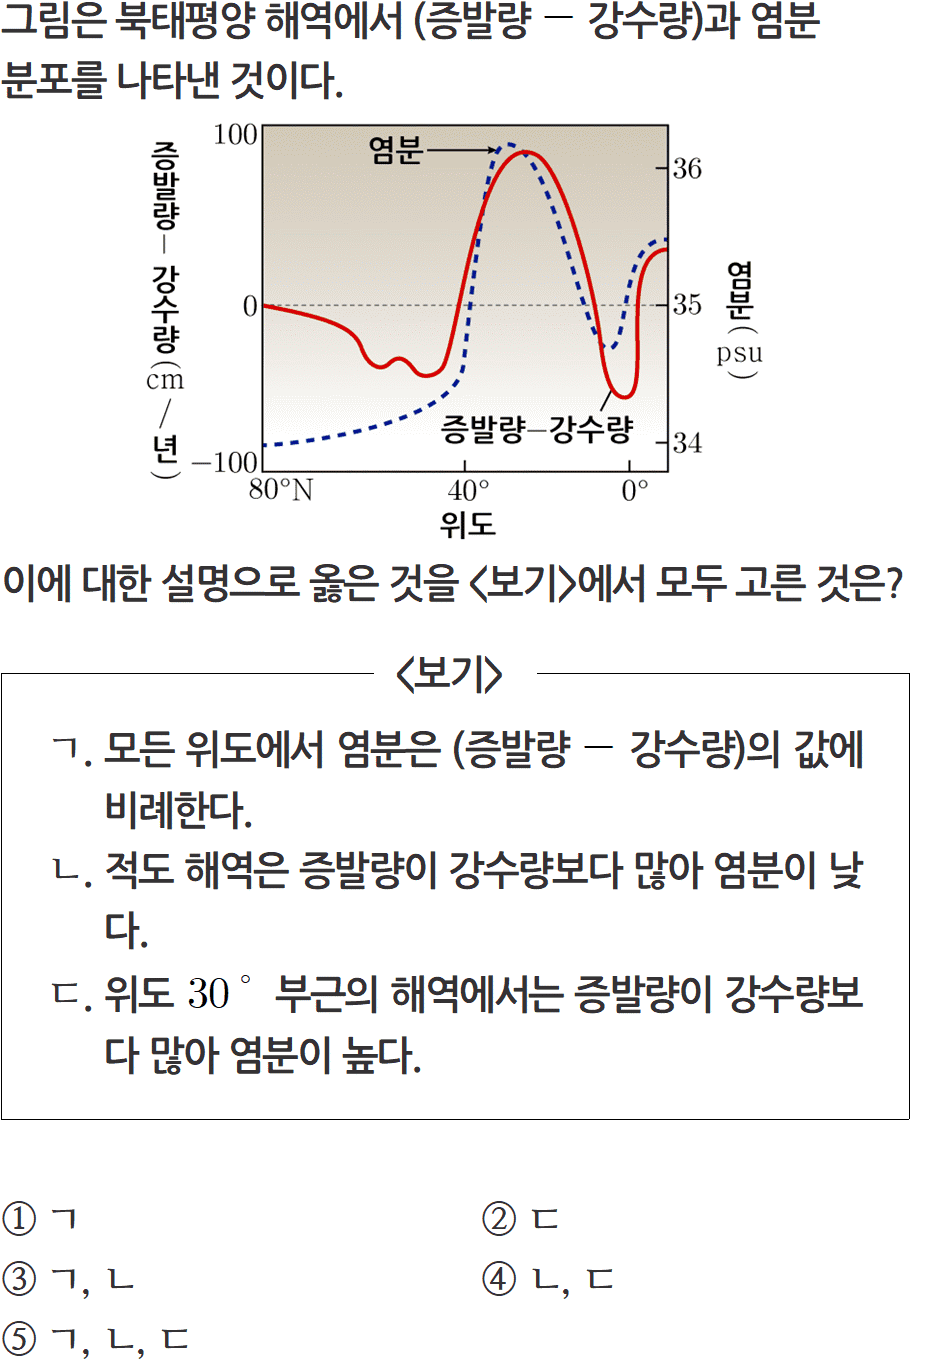 그림은 북태평양 해역에서 (증발량 － 강수량)과 염분
분포를 나타낸 것이다.
증발량－강수량(cm/년)
100
0
－100
염분
증발량－강수량
36
35
34
염분(psu)
80°N
40°
0°
위도
이에 대한 설명으로 옳은 것을 <보기>에서 모두 고른 것은?
<보기>
ㄱ. 모든 위도에서 염분은 (증발량 － 강수량)의 값에
비례한다.
ㄴ. 적도 해역은 증발량이 강수량보다 많아 염분이 낮
다.
ㄷ. 위도 30° 부근의 해역에서는 증발량이 강수량보
다 많아 염분이 높다.
① ㄱ
② ㄷ
③ ㄱ, ㄴ
④ ㄴ, ㄷ
⑤ ㄱ, ㄴ, ㄷ